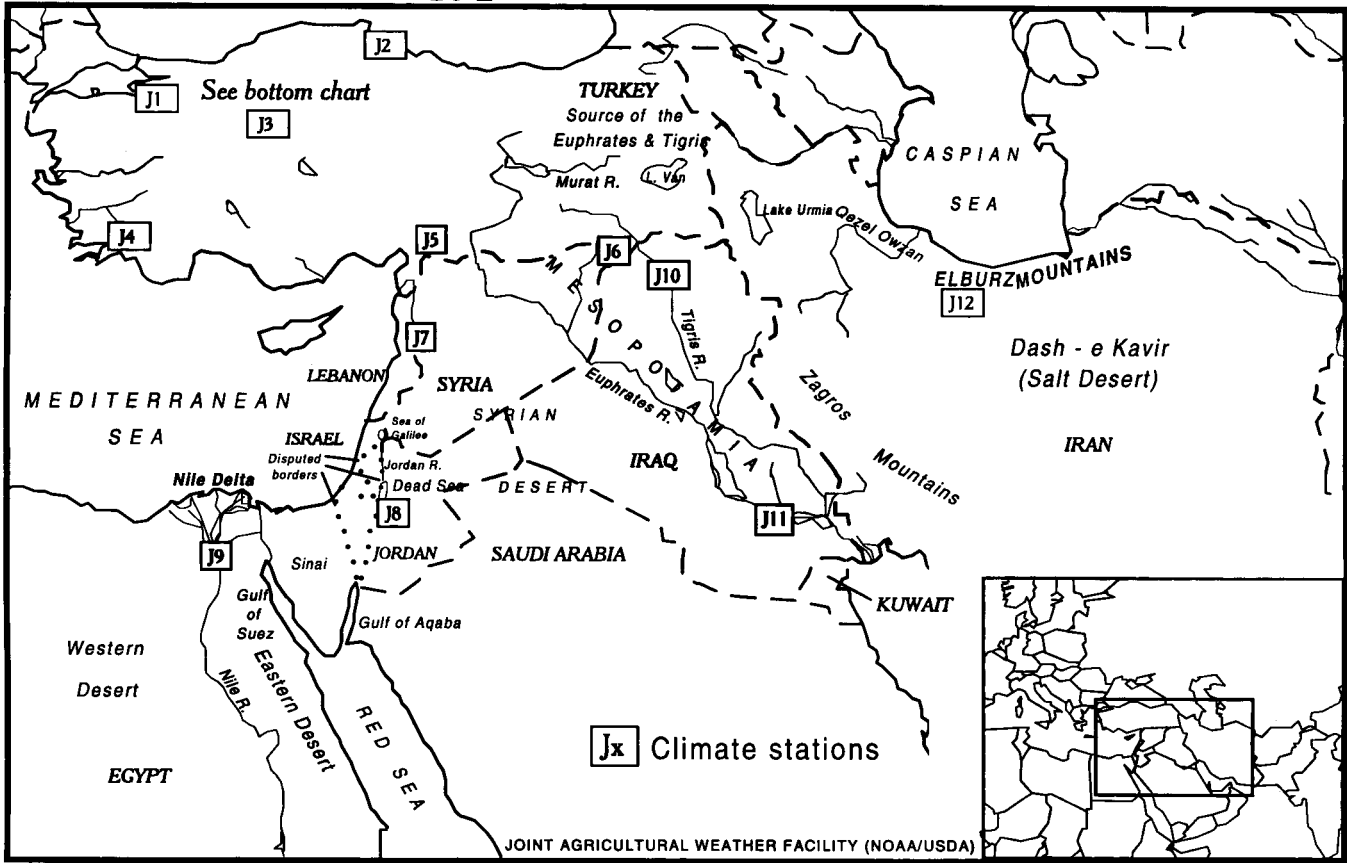 J2
J1
See bottom chart
J3
TURKEY
Source of the
Euphrates & Tigris
Murat R.
L. Van
CASPIAN
SEA
Lake Urmia
Qezel Owzan
J4
J5
J6
J10
ELBURZ MOUNTAINS
J12
MESOPOTAMIA
Tigris R.
J7
Dash - e Kavir
(Salt Desert)
LEBANON
SYRIA
Euphrates R.
Zagros
Mountains
MEDITERRANEAN
SEA
SYRIAN
DESERT
Sea of
Galilee
ISRAEL
Disputed
borders
Jordan R.
Dead Sea
IRAQ
IRAN
Nile Delta
J8
J11
J9
Sinai
JORDAN
SAUDI ARABIA
KUWAIT
Gulf
of
Suez
Gulf of Aqaba
Western
Desert
Eastern Desert
Nile R.
RED SEA
EGYPT
Jx Climate stations
JOINT AGRICULTURAL WEATHER FACILITY (NOAA/USDA)